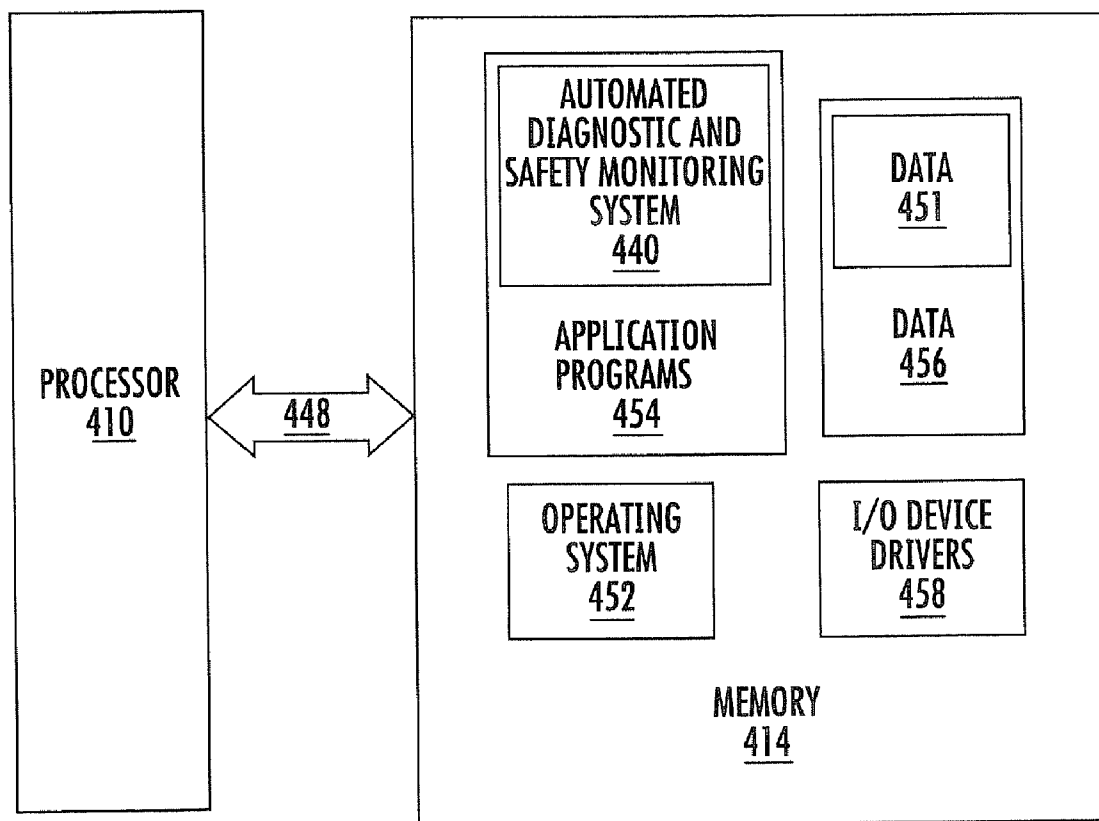 PROCESSOR
410
448
AUTOMATED
DIAGNOSTIC AND
SAFETY MONITORING
SYSTEM
440
APPLICATION
PROGRAMS
454
DATA
451
DATA
456
OPERATING
SYSTEM
452
I/O DEVICE
DRIVERS
458
MEMORY
414